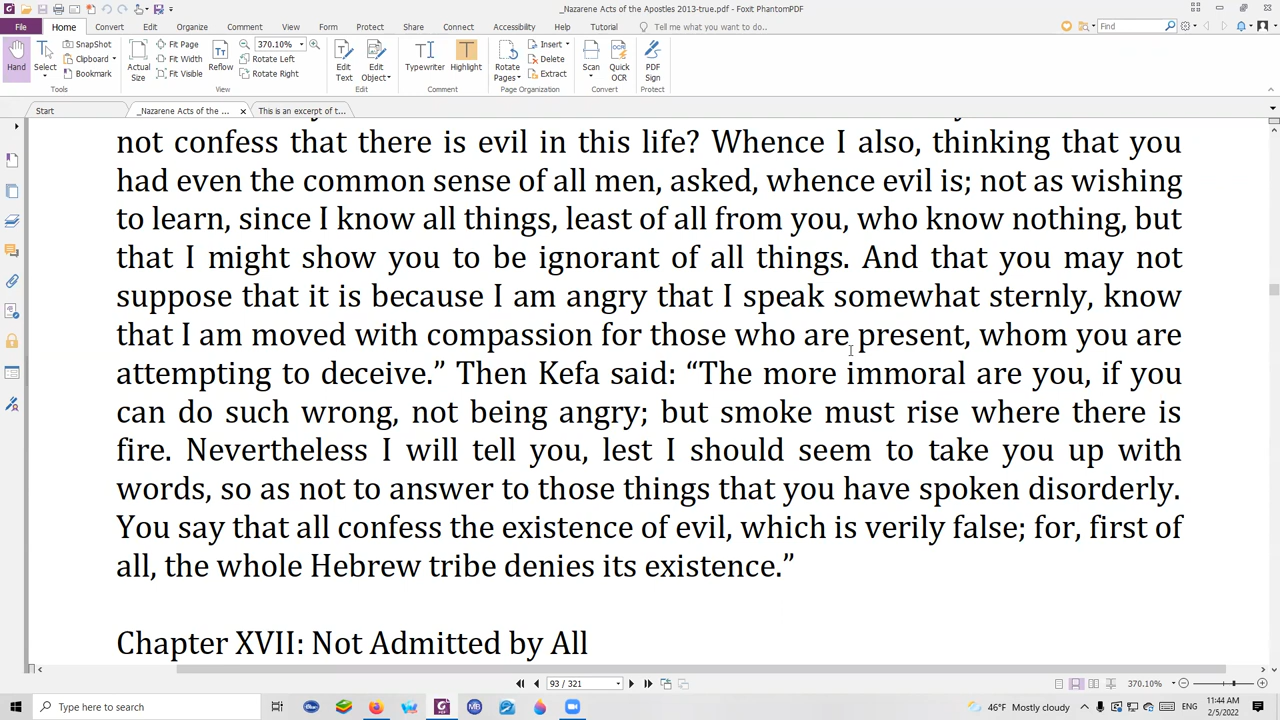 _Nazarene Acts of the Apostles 2013-true.pdf - Foxit PhantomPDF
File Home Convert Edit Organize Comment View Form Protect Share Connect Accessibility Help Tutorial Tell me what you want to do.. Find
SnapShot
Clipboard
Bookmark
Hand Select
Tools
Actual Size
Fit Page
Fit Width
Fit Visible
Reflow
370.10%
Rotate Left
Rotate Right
View
Edit Text
Edit Object
Edit
Typewriter
Highlight
Comment
Rotate Pages
Insert
Delete
Extract
Page Organization
Scan
Quick OCR
Convert
PDF Sign
Protect
Start _Nazarene Acts of the ... This is an excerpt of t...
not confess that there is evil in this life? Whence I also, thinking that you
had even the common sense of all men, asked, whence evil is; not as wishing
to learn, since I know all things, least of all from you, who know nothing, but
that I might show you to be ignorant of all things. And that you may not
suppose that it is because I am angry that I speak somewhat sternly, know
that I am moved with compassion for those who are present, whom you are
attempting to deceive.” Then Kefa said: “The more immoral are you, if you
can do such wrong, not being angry; but smoke must rise where there is
fire. Nevertheless I will tell you, lest I should seem to take you up with
words, so as not to answer to those things that you have spoken disorderly.
You say that all confess the existence of evil, which is verily false; for, first of
all, the whole Hebrew tribe denies its existence.”
Chapter XVII: Not Admitted by All
93 / 321
370.10%
Type here to search
46°F Mostly cloudy
ENG
11:44 AM
2/5/2022